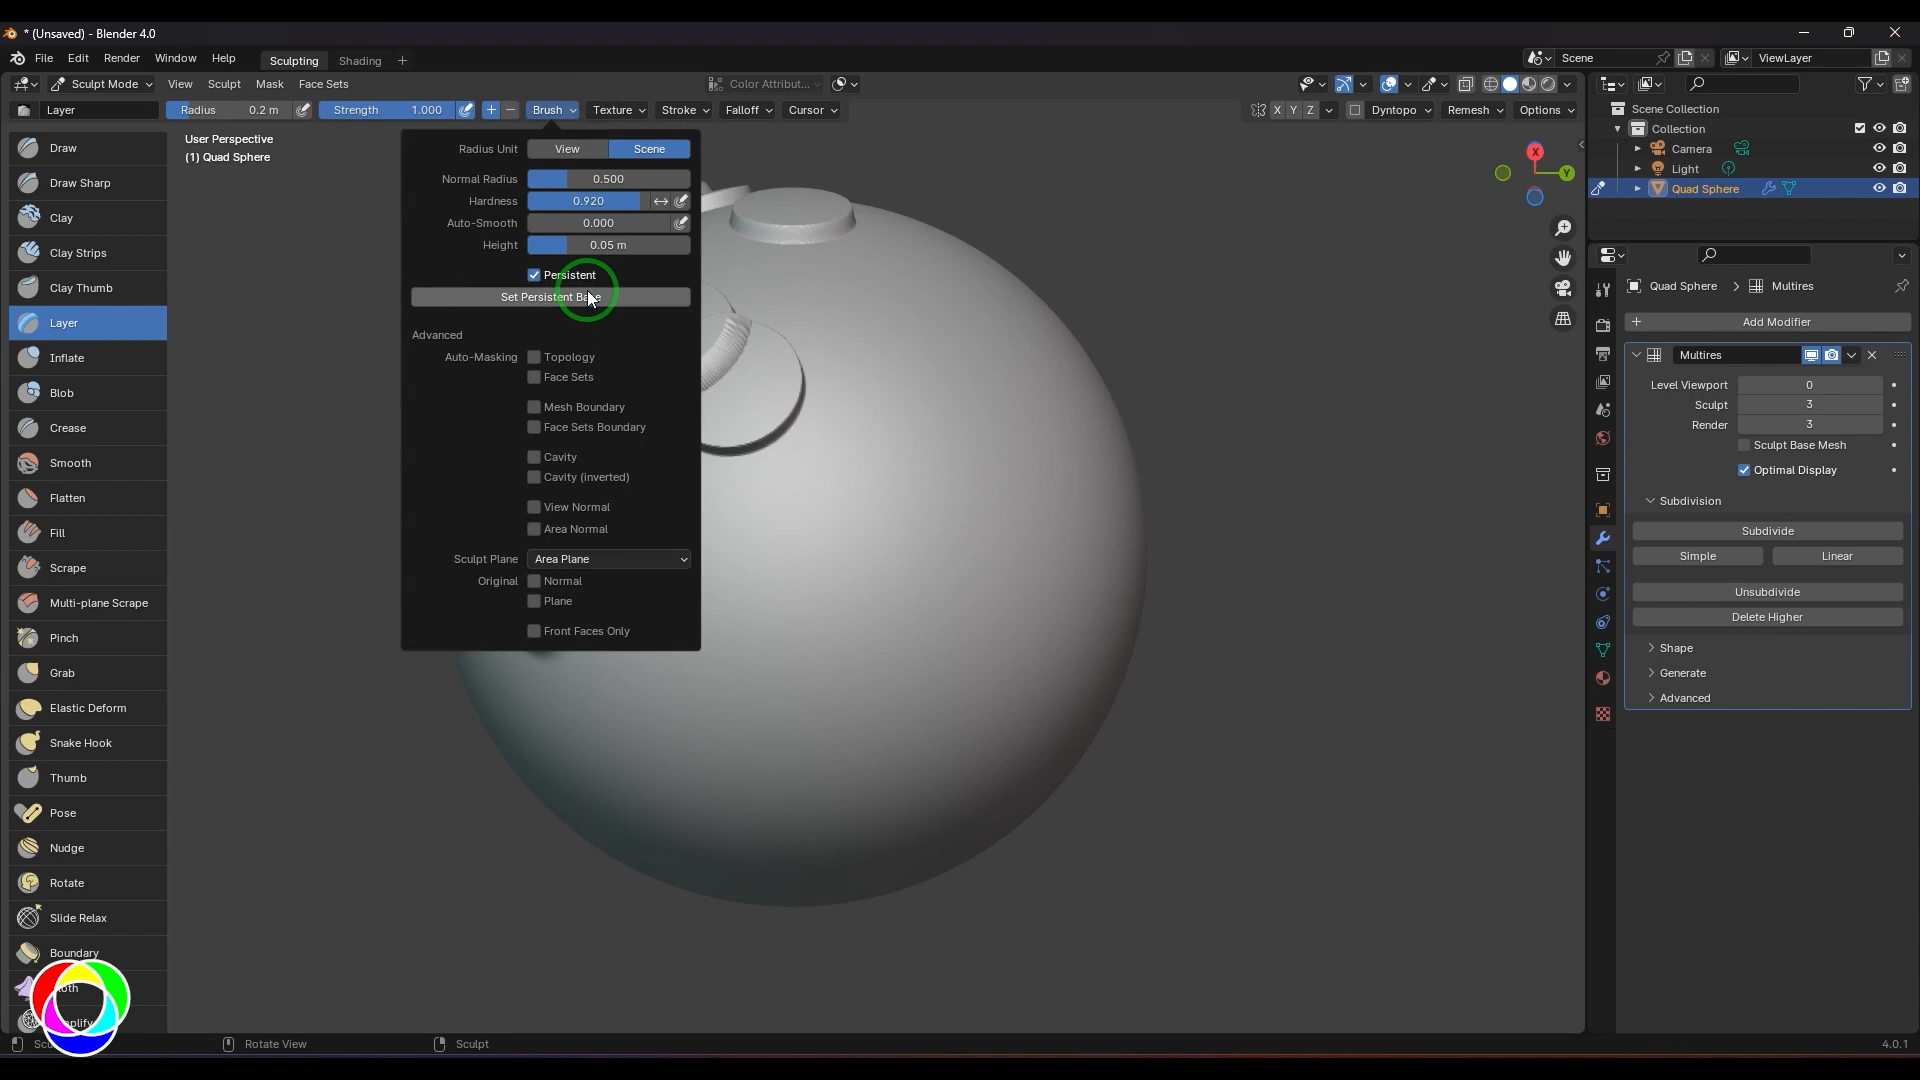 * (Unsaved) - Blender 4.0
File Edit Render Window Help Sculpting Shading + Scene ViewLayer
Sculpt Mode View Sculpt Mask Face Sets Color Attribut...
Layer Radius 0.2 m Strength 1.000 Brush Texture Stroke Falloff Cursor X Y Z Dyntopo Remesh Options
User Perspective
(1) Quad Sphere
Draw
Draw Sharp
Clay
Clay Strips
Clay Thumb
Layer
Inflate
Blob
Crease
Smooth
Flatten
Fill
Scrape
Multi-plane Scrape
Pinch
Grab
Elastic Deform
Snake Hook
Thumb
Pose
Nudge
Rotate
Slide Relax
Boundary
Radius Unit View Scene
Normal Radius 0.500
Hardness 0.920
Auto-Smooth 0.000
Height 0.05 m
Persistent
Set Persistent Base
Advanced
Auto-Masking Topology
Face Sets
Mesh Boundary
Face Sets Boundary
Cavity
Cavity (inverted)
View Normal
Area Normal
Sculpt Plane Area Plane
Original Normal
Plane
Front Faces Only
X
Y
Scene Collection
Collection
Camera
Light
Quad Sphere
Quad Sphere > Multires
+ Add Modifier
Multires
Level Viewport 0
Sculpt 3
Render 3
Sculpt Base Mesh
Optimal Display
Subdivision
Subdivide
Simple Linear
Unsubdivide
Delete Higher
Shape
Generate
Advanced
Rotate View Sculpt 4.0.1